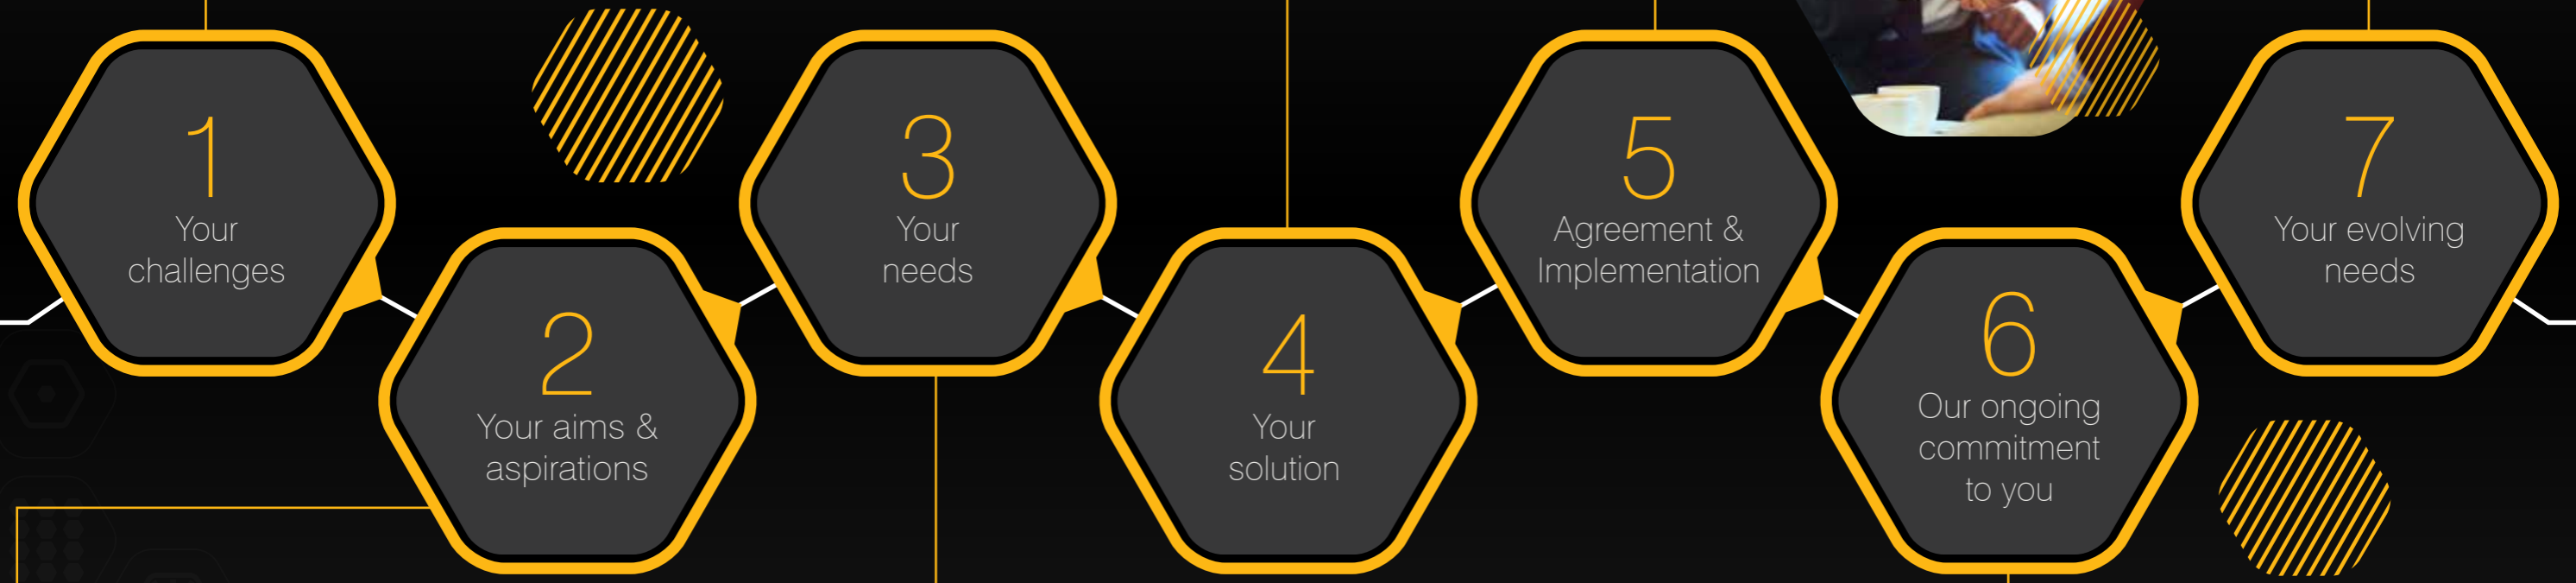 1
Your
challenges
2
Your aims &
aspirations
3
Your
needs
4
Your
solution
5
Agreement &
Implementation
6
Our ongoing
commitment
to you
7
Your evolving
needs